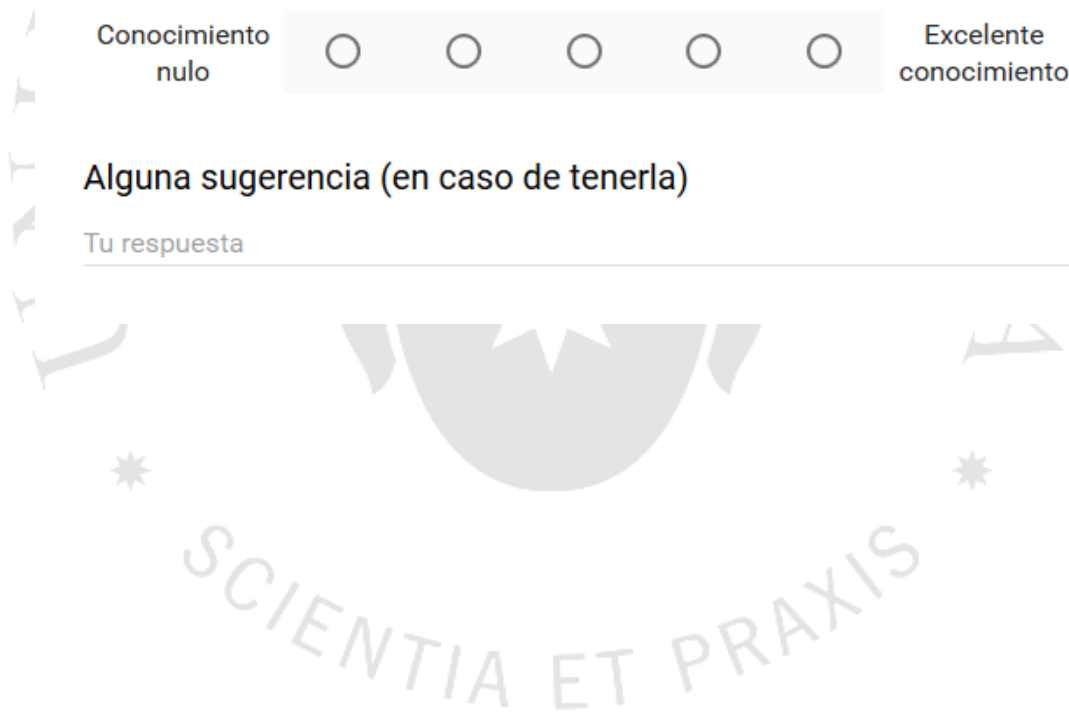 Conocimiento
nulo
Excelente
conocimiento
Alguna sugerencia (en caso de tenerla)
Tu respuesta
SCIENTIA ET PRAXIS